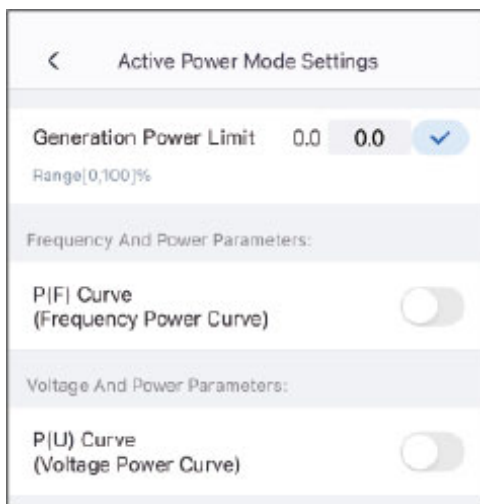 Active Power Mode Settings
Generation Power Limit 0.0 0.0
Range[0,100]%
Frequency And Power Parameters:
P(F) Curve
(Frequency Power Curve)
Voltage And Power Parameters:
P(U) Curve
(Voltage Power Curve)